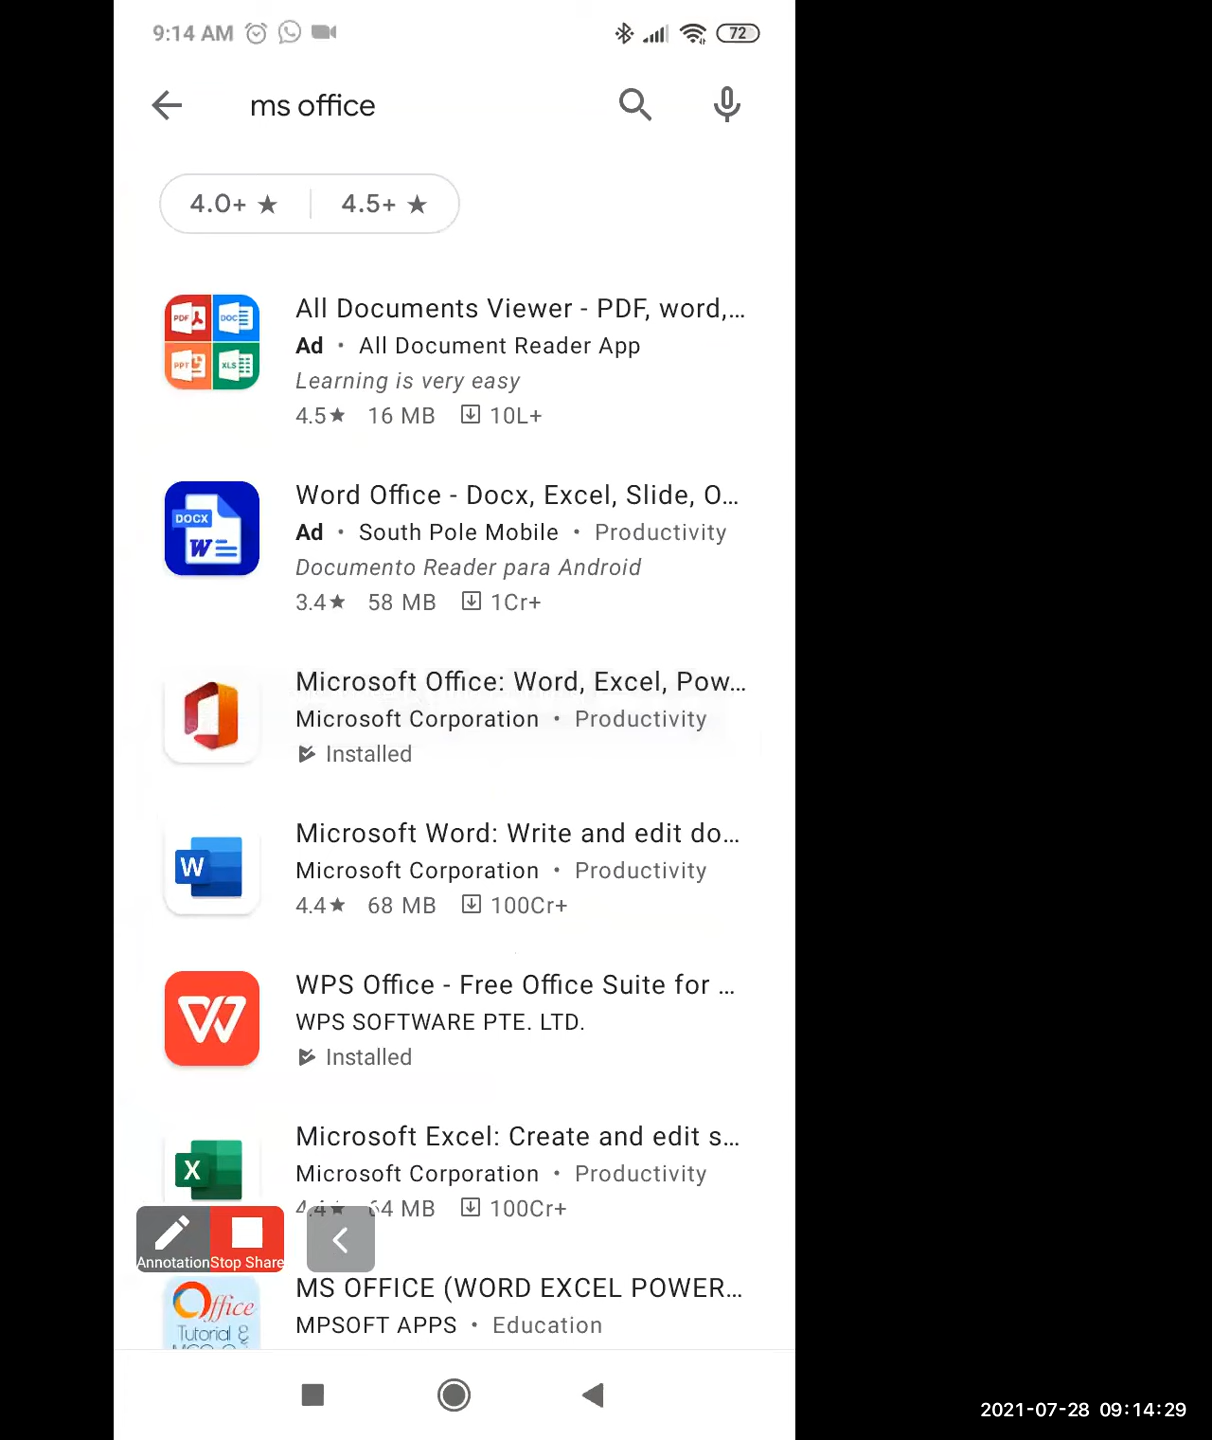 9:14 AM 72
ms office
4.0+ ★ 4.5+ ★
All Documents Viewer - PDF, word,...
Ad • All Document Reader App
Learning is very easy
4.5★ 16 MB 10L+
PDF DOC
PPT XLS
Word Office - Docx, Excel, Slide, O...
Ad • South Pole Mobile • Productivity
Documento Reader para Android
3.4★ 58 MB 1Cr+
DOCX
W
Microsoft Office: Word, Excel, Pow...
Microsoft Corporation • Productivity
Installed
Microsoft Word: Write and edit do...
Microsoft Corporation • Productivity
4.4★ 68 MB 100Cr+
W
WPS Office - Free Office Suite for ...
WPS SOFTWARE PTE. LTD.
Installed
W
Microsoft Excel: Create and edit s...
Microsoft Corporation • Productivity
4.4★ 64 MB 100Cr+
X
Annotation Stop Share
MS OFFICE (WORD EXCEL POWER...
MPSOFT APPS • Education
Office
Tutorial &
2021-07-28 09:14:29